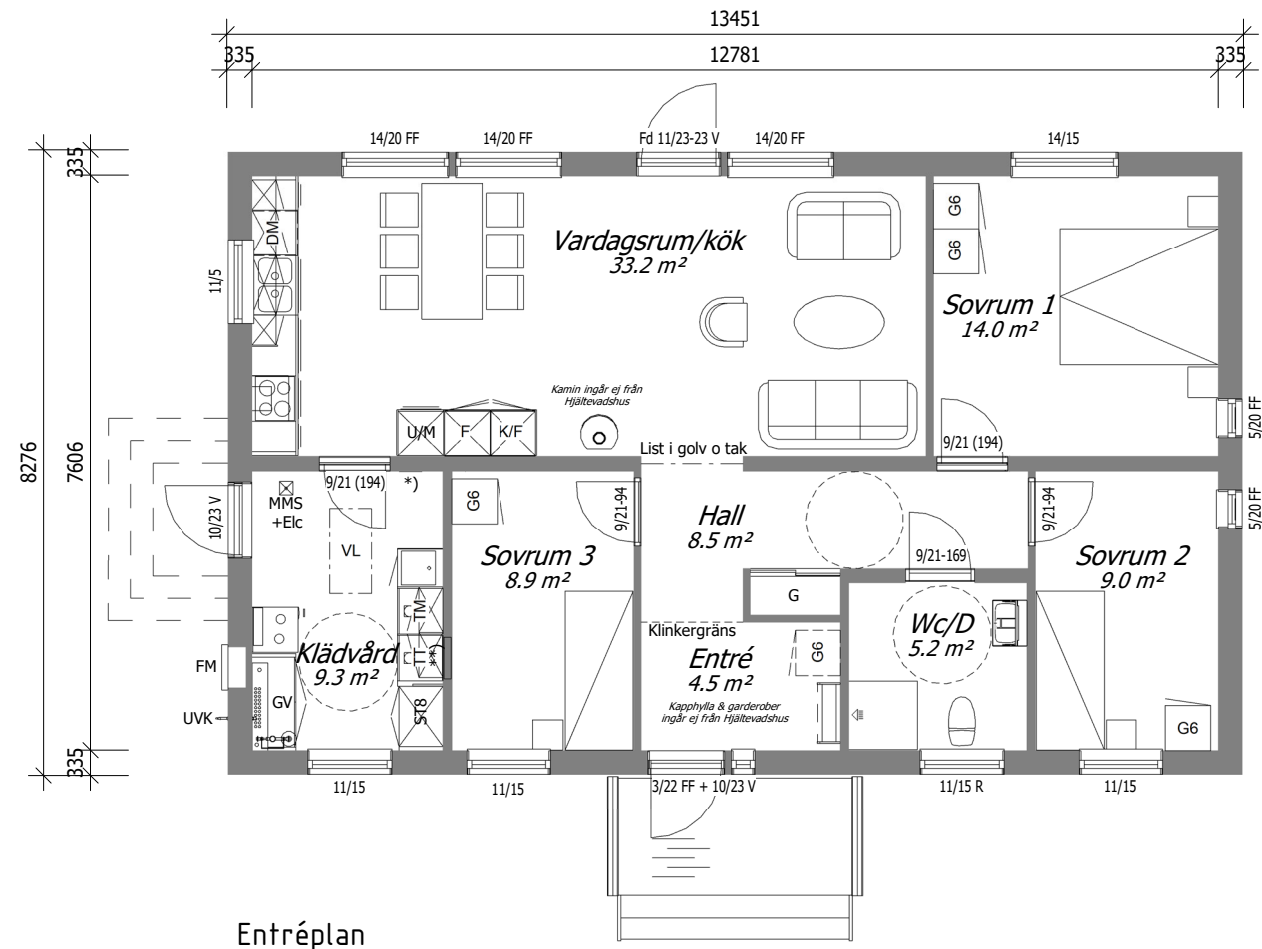 13451
335
12781
335
14/20 FF
14/20 FF
Fd 11/23-23 V
14/20 FF
14/15
335
DM
G6
G6
Vardagsrum/kök
33.2 m²
11/5
Sovrum 1
14.0 m²
Kamin ingår ej från
Hjältevadshus
U/M
F
K/F
List i golv o tak
9/21 (194)
5/20 FF
8276
7606
10/23 V
9/21 (194)
*)
MMS
+Elc
VL
G6
9/21-94
Hall
8.5 m²
9/21-94
5/20 FF
Sovrum 3
8.9 m²
9/21-169
Sovrum 2
9.0 m²
TM
G
Klinkergräns
Wc/D
5.2 m²
Klädvård
9.3 m²
TT
**)
Entré
4.5 m²
G6
FM
GV
ST8
Kapphylla & garderober
ingår ej från Hjältevadshus
UVK
G6
335
11/15
11/15
3/22 FF + 10/23 V
11/15 R
11/15
Entréplan